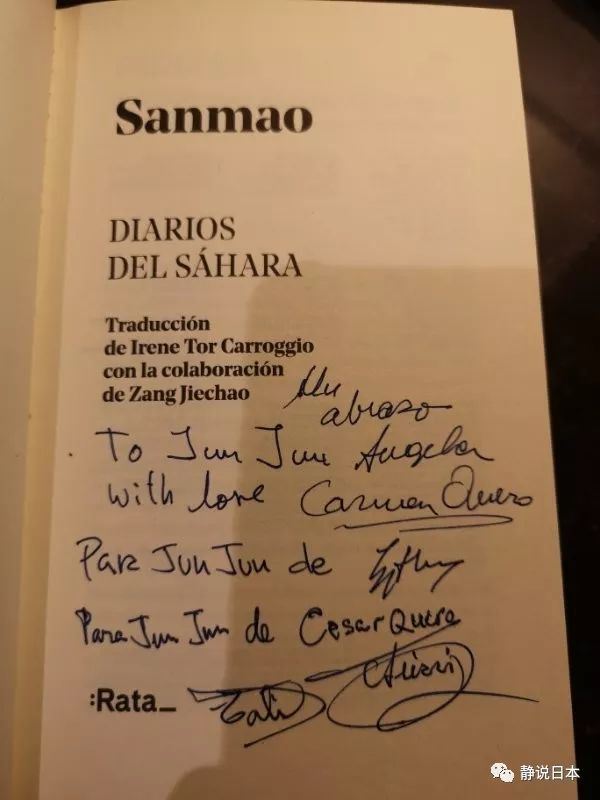 Sanmao
DIARIOS
DEL SÁHARA
Traducción
de Irene Tor Carroggio
con la colaboración
de Zang Jiechao
abrazo
To Jun Jun Angela
with love Carmen Quero
Para Jun Jun de
Para Jun Jun de Cesar Quero
:Rata_
静说日本